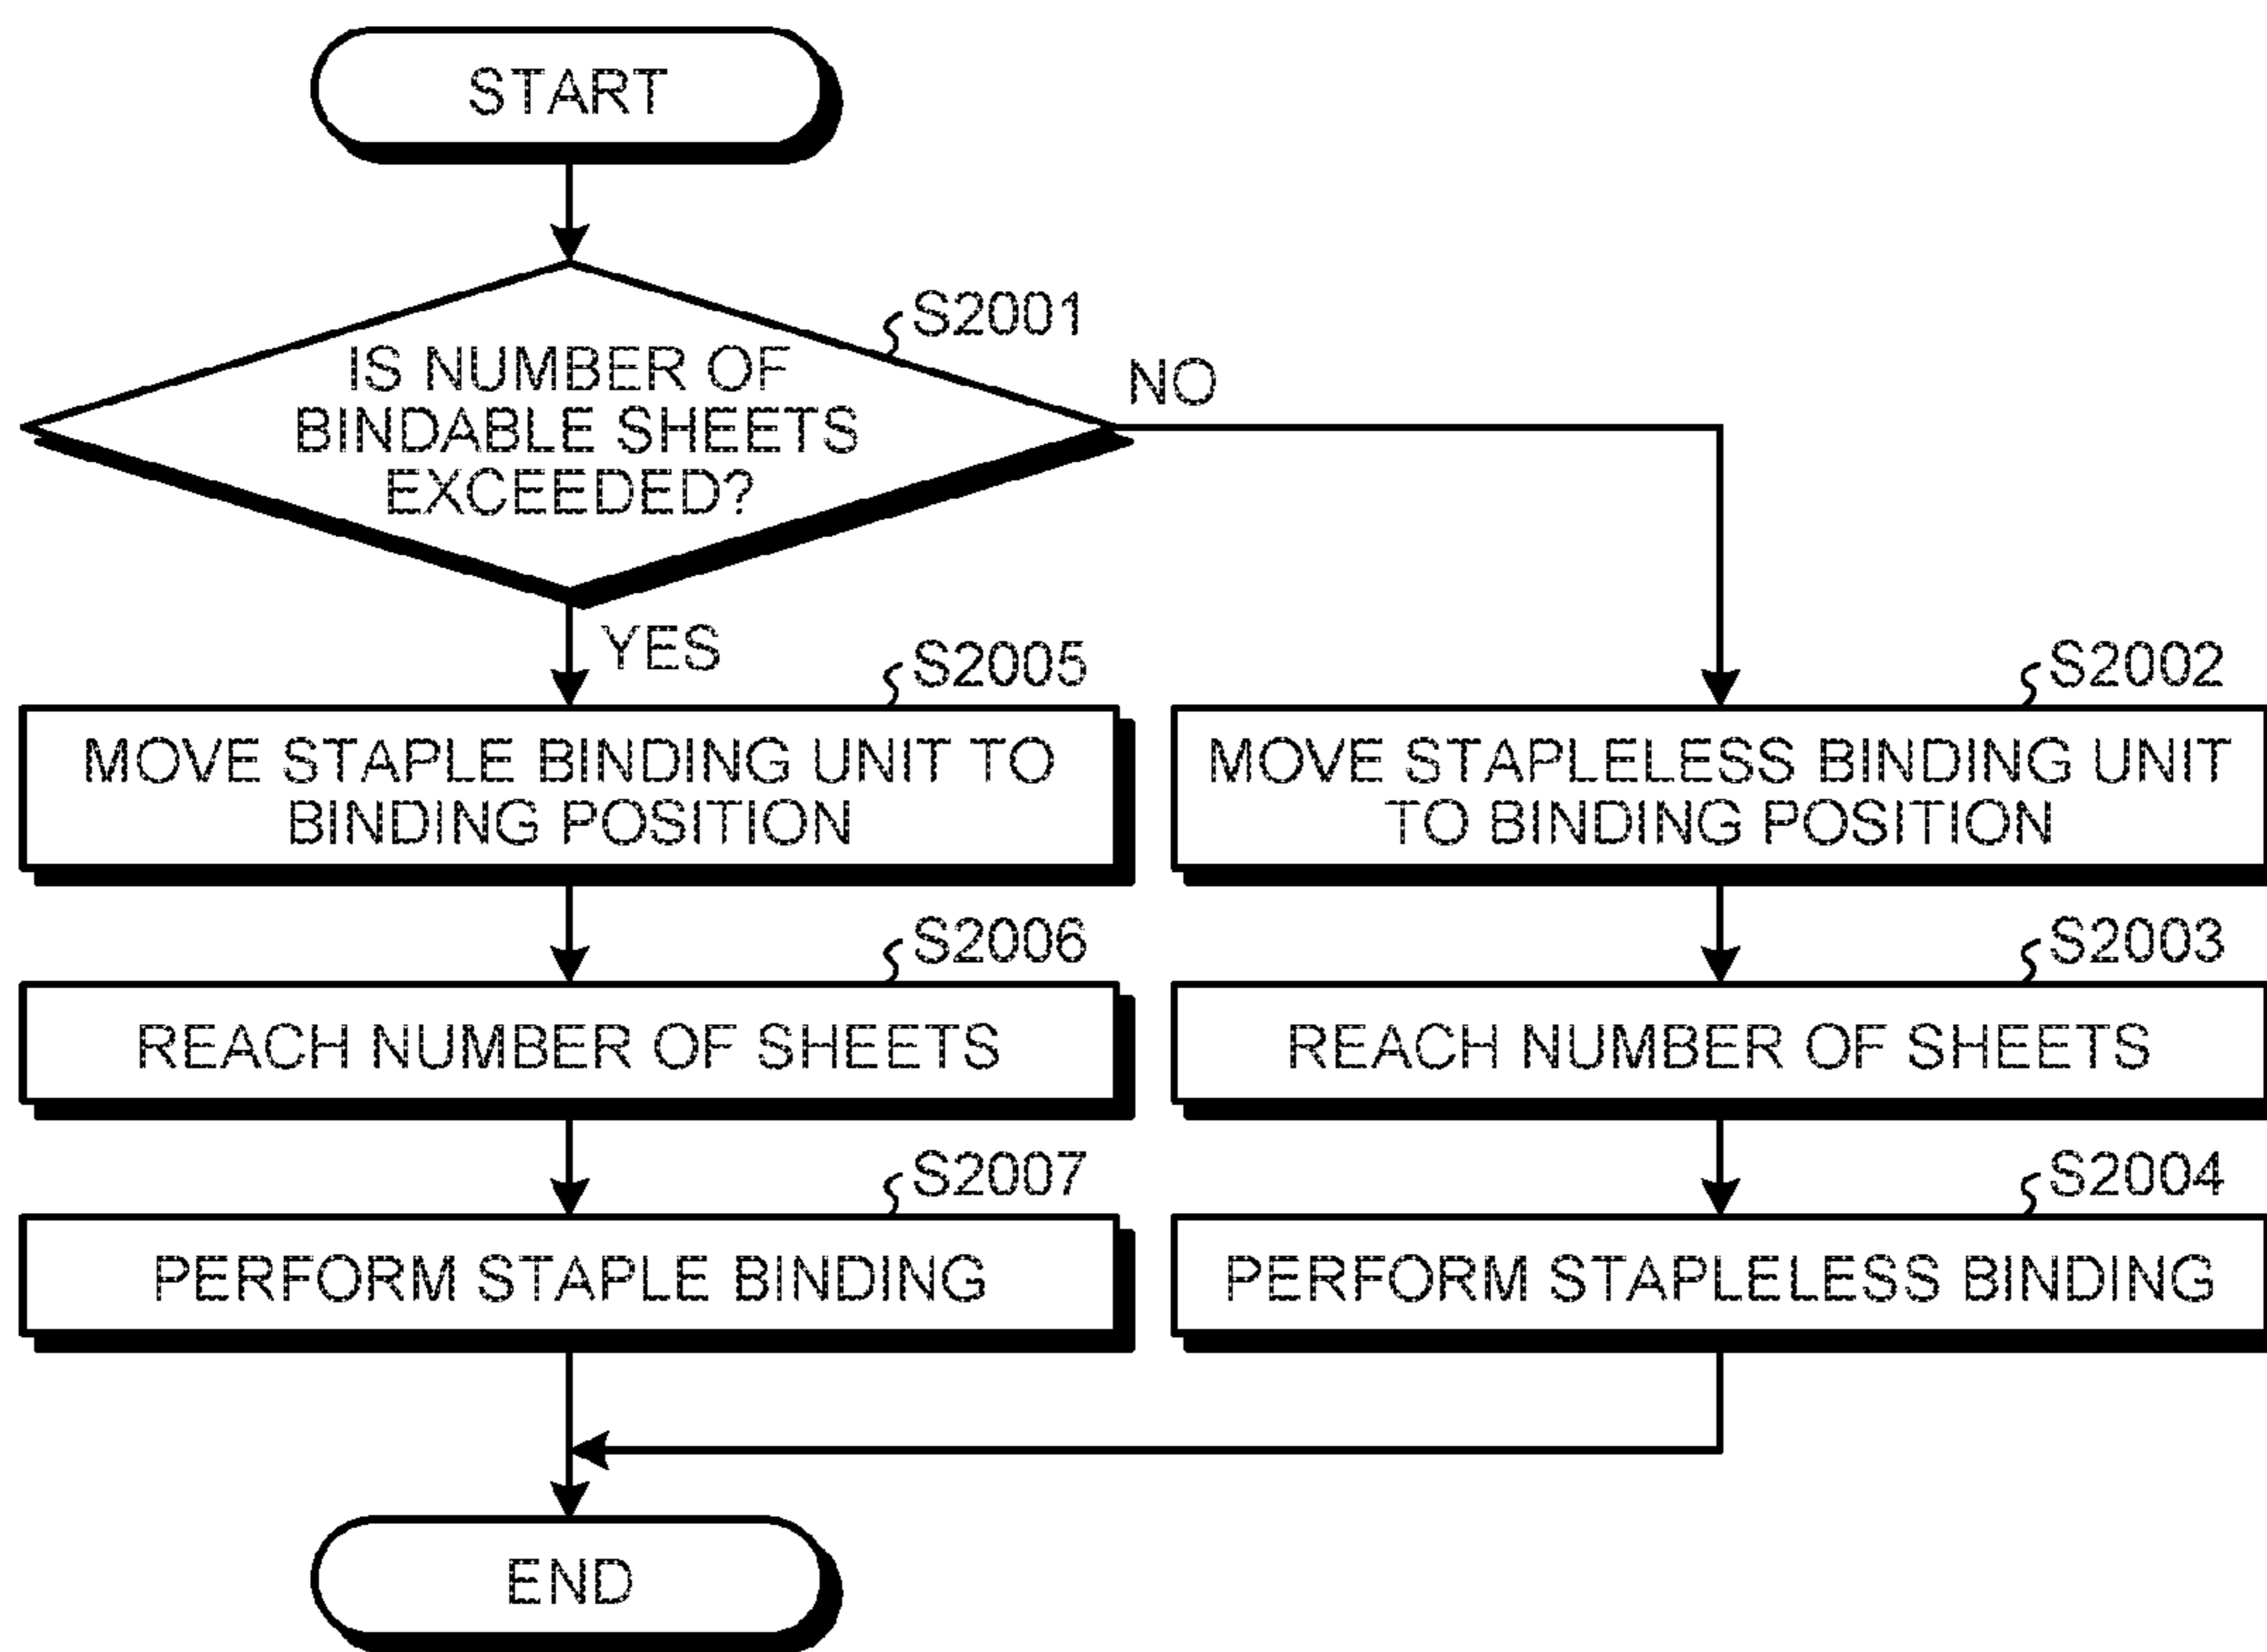 START
S2001
IS NUMBER OF
BINDABLE SHEETS
EXCEEDED?
NO
YES
S2005
MOVE STAPLE BINDING UNIT TO
BINDING POSITION
S2006
REACH NUMBER OF SHEETS
S2007
PERFORM STAPLE BINDING
S2002
MOVE STAPLELESS BINDING UNIT
TO BINDING POSITION
S2003
REACH NUMBER OF SHEETS
S2004
PERFORM STAPLELESS BINDING
END